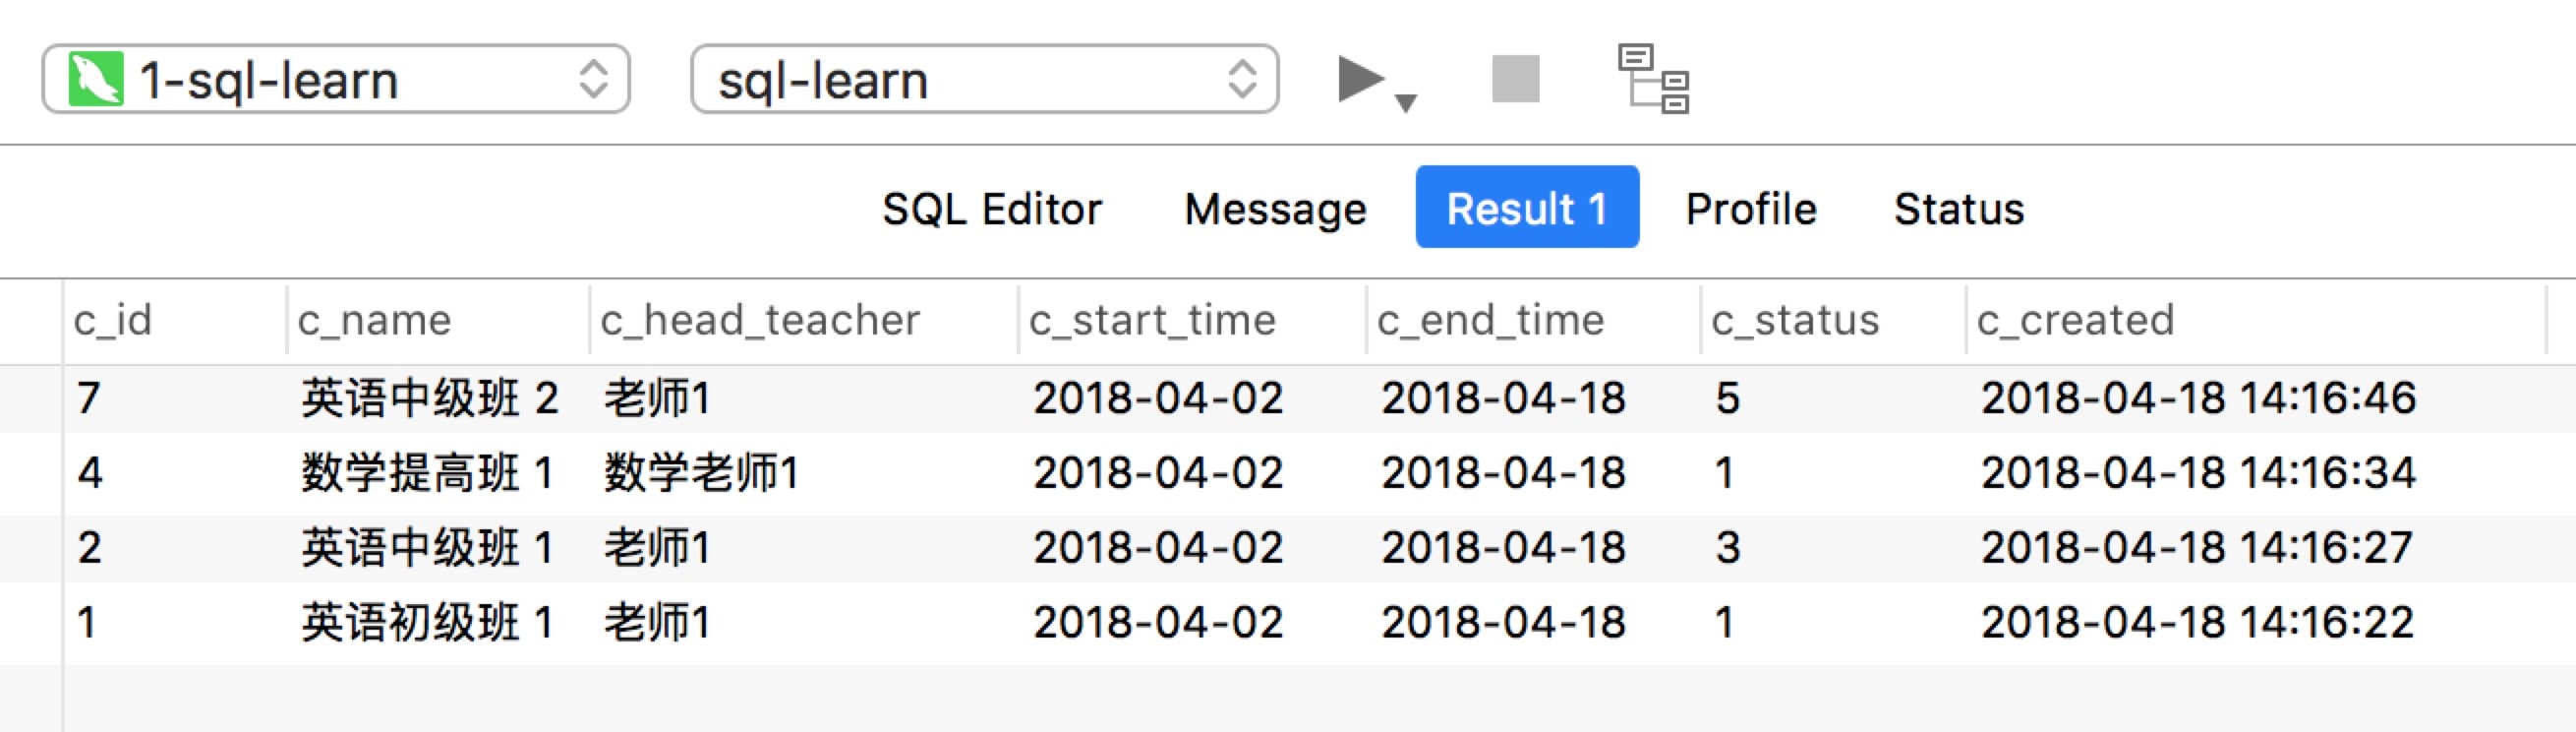 1-sql-learn sql-learn
SQL Editor Message Result 1 Profile Status
c_id c_name c_head_teacher c_start_time c_end_time c_status c_created
7 英语中级班 2 老师1 2018-04-02 2018-04-18 5 2018-04-18 14:16:46
4 数学提高班 1 数学老师1 2018-04-02 2018-04-18 1 2018-04-18 14:16:34
2 英语中级班 1 老师1 2018-04-02 2018-04-18 3 2018-04-18 14:16:27
1 英语初级班 1 老师1 2018-04-02 2018-04-18 1 2018-04-18 14:16:22